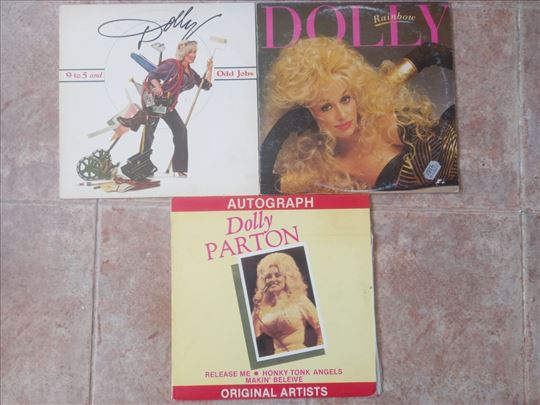 Dolly
9 to 5 and Odd Jobs
DOLLY
Rainbow
AUTOGRAPH
Dolly
PARTON
RELEASE ME • HONKY TONK ANGELS
MAKIN' BELEIVE
ORIGINAL ARTISTS